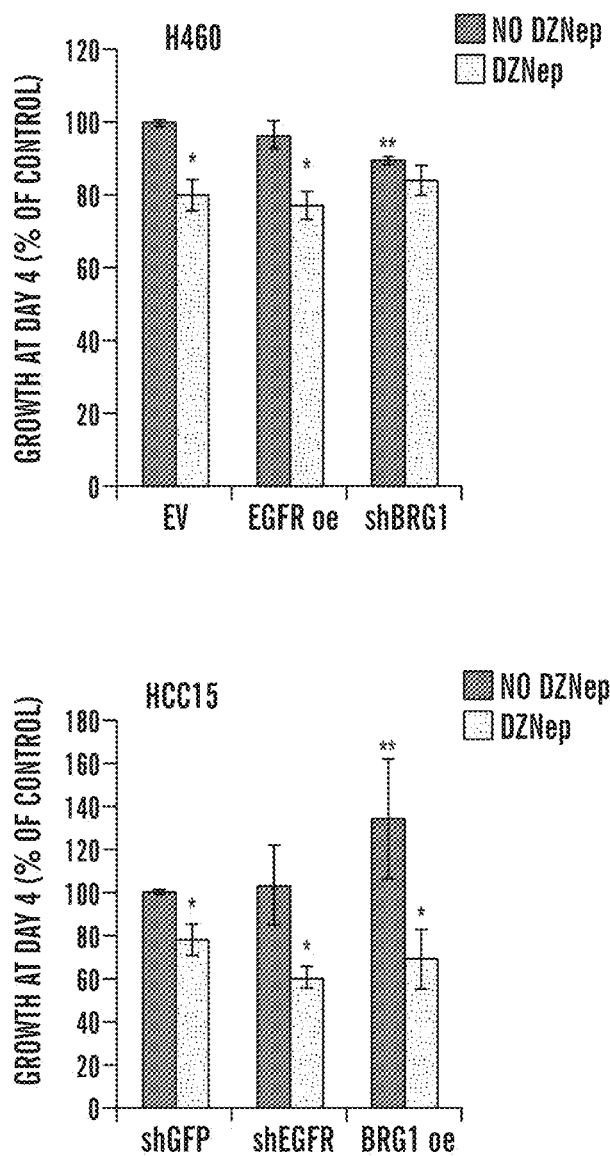 H460
NO DZNep
DZNep
GROWTH AT DAY 4 (% OF CONTROL)
120
100
80
60
40
20
0
*
*
**
EV
EGFR oe
shBRG1
HCC15
NO DZNep
DZNep
GROWTH AT DAY 4 (% OF CONTROL)
180
160
140
120
100
80
60
40
20
0
*
*
**
*
shGFP
shEGFR
BRG1 oe